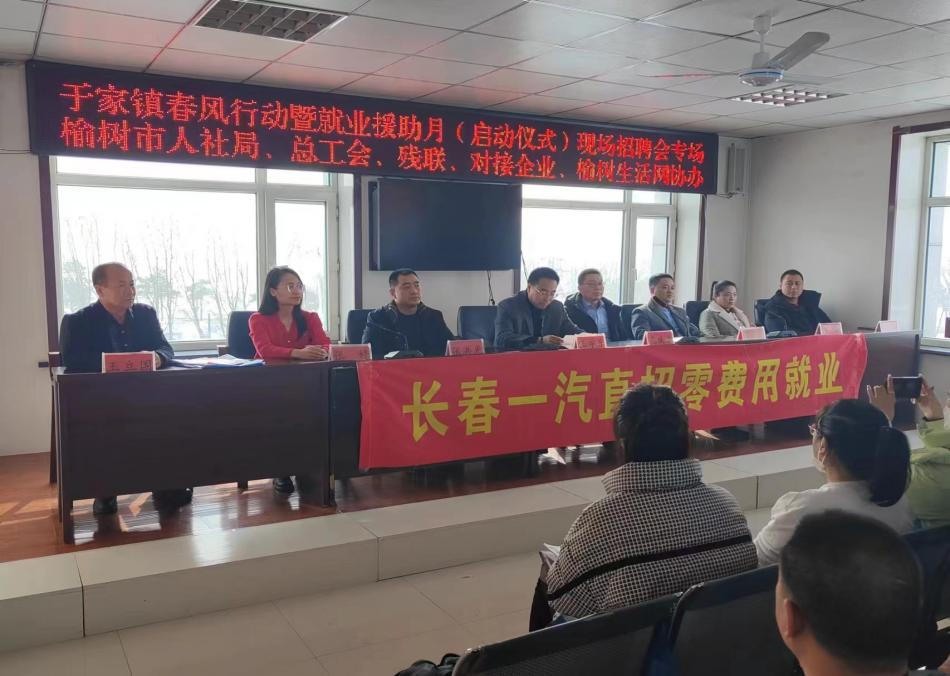 于家镇春风行动暨就业援助月（启动仪式）现场招聘会专场
榆树市人社局、总工会、残联、对接企业、榆树生活网协办
长春一汽直招零费用就业
王立国